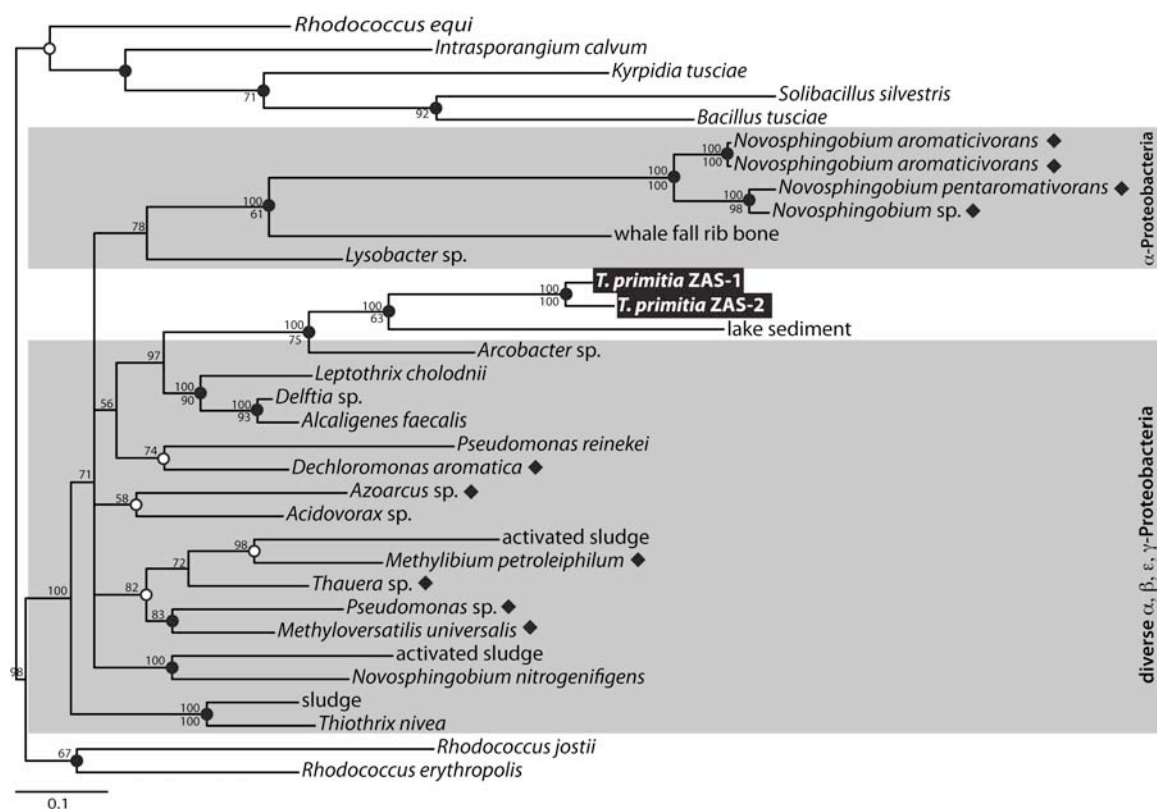 Rhodococcus equi
Intrasporangium calvum
Kyrpidia tusciae
71
Solibacillus silvestris
92
Bacillus tusciae
α-Proteobacteria
Novosphingobium aromaticivorans ◆
100
100
Novosphingobium aromaticivorans ◆
100
100
Novosphingobium pentaromativorans ◆
100
98
Novosphingobium sp. ◆
100
61
whale fall rib bone
78
Lysobacter sp.
T. primitia ZAS-1
100
100
T. primitia ZAS-2
100
63
lake sediment
100
75
Arcobacter sp.
97
Leptothrix cholodnii
100
90
Delftia sp.
100
93
Alcaligenes faecalis
56
Pseudomonas reinekei
74
Dechloromonas aromatica ◆
diverse α, β, ε, γ-Proteobacteria
71
Azoarcus sp. ◆
58
Acidovorax sp.
activated sludge
98
Methylibium petroleiphilum ◆
72
Thauera sp. ◆
82
Pseudomonas sp. ◆
83
Methyloversatilis universalis ◆
100
activated sludge
100
Novosphingobium nitrogenifigens
98
sludge
100
100
Thiothrix nivea
Rhodococcus jostii
67
Rhodococcus erythropolis
0.1